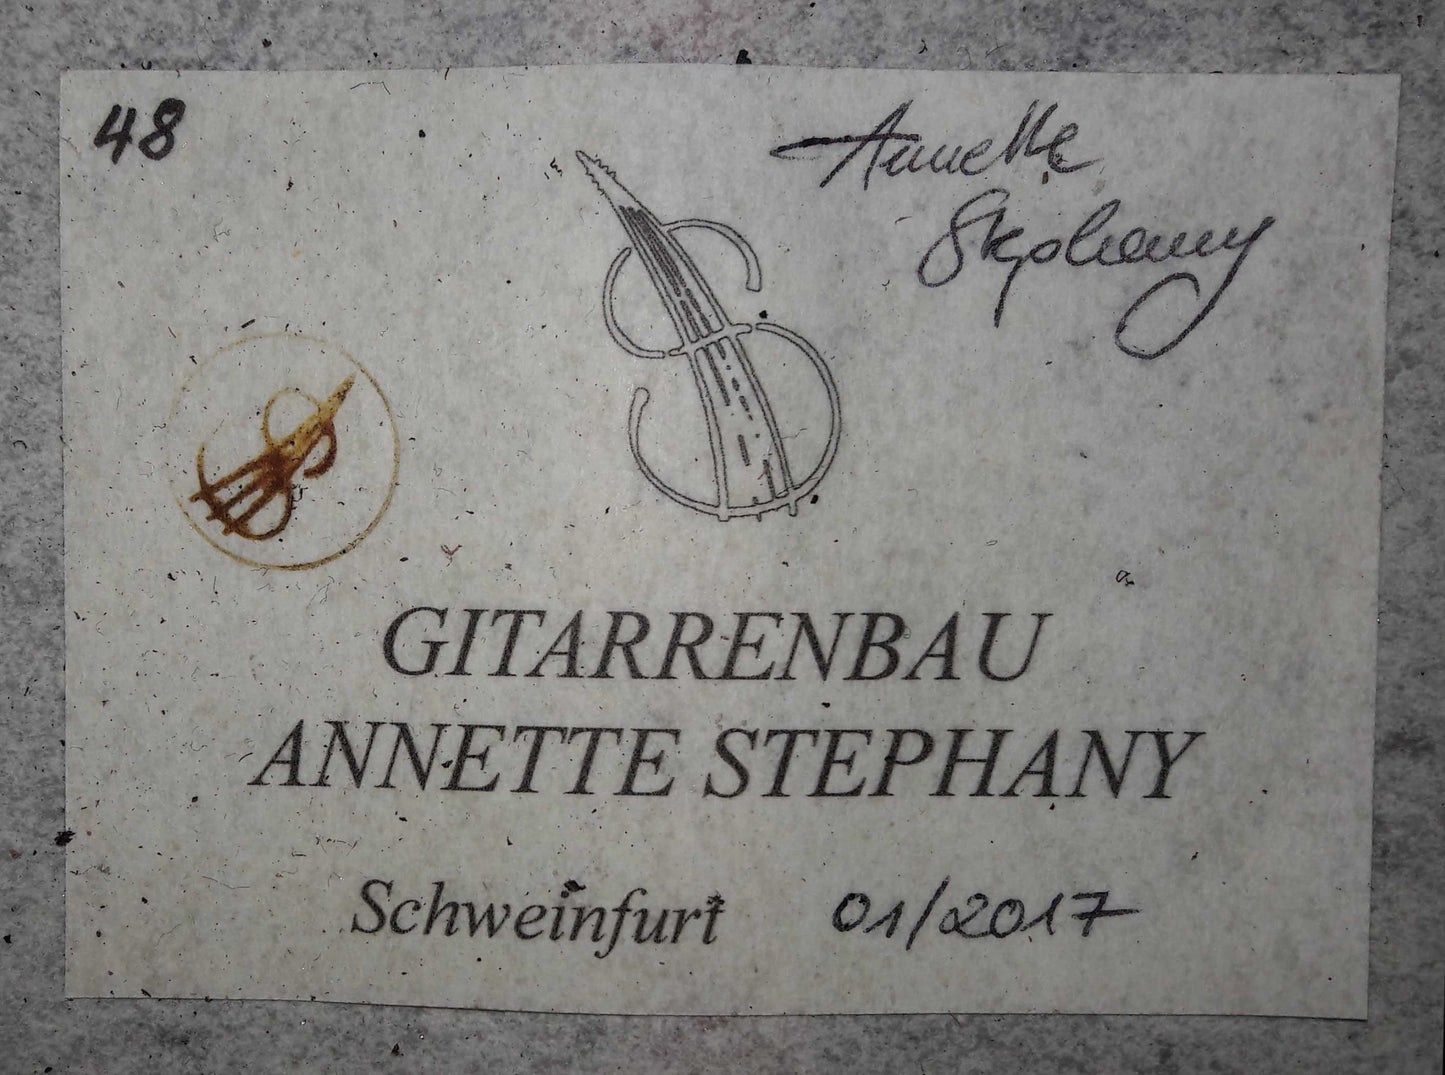 48
Annette
Stephany
GITARRENBAU
ANNETTE STEPHANY
Schweinfurt 01/2017